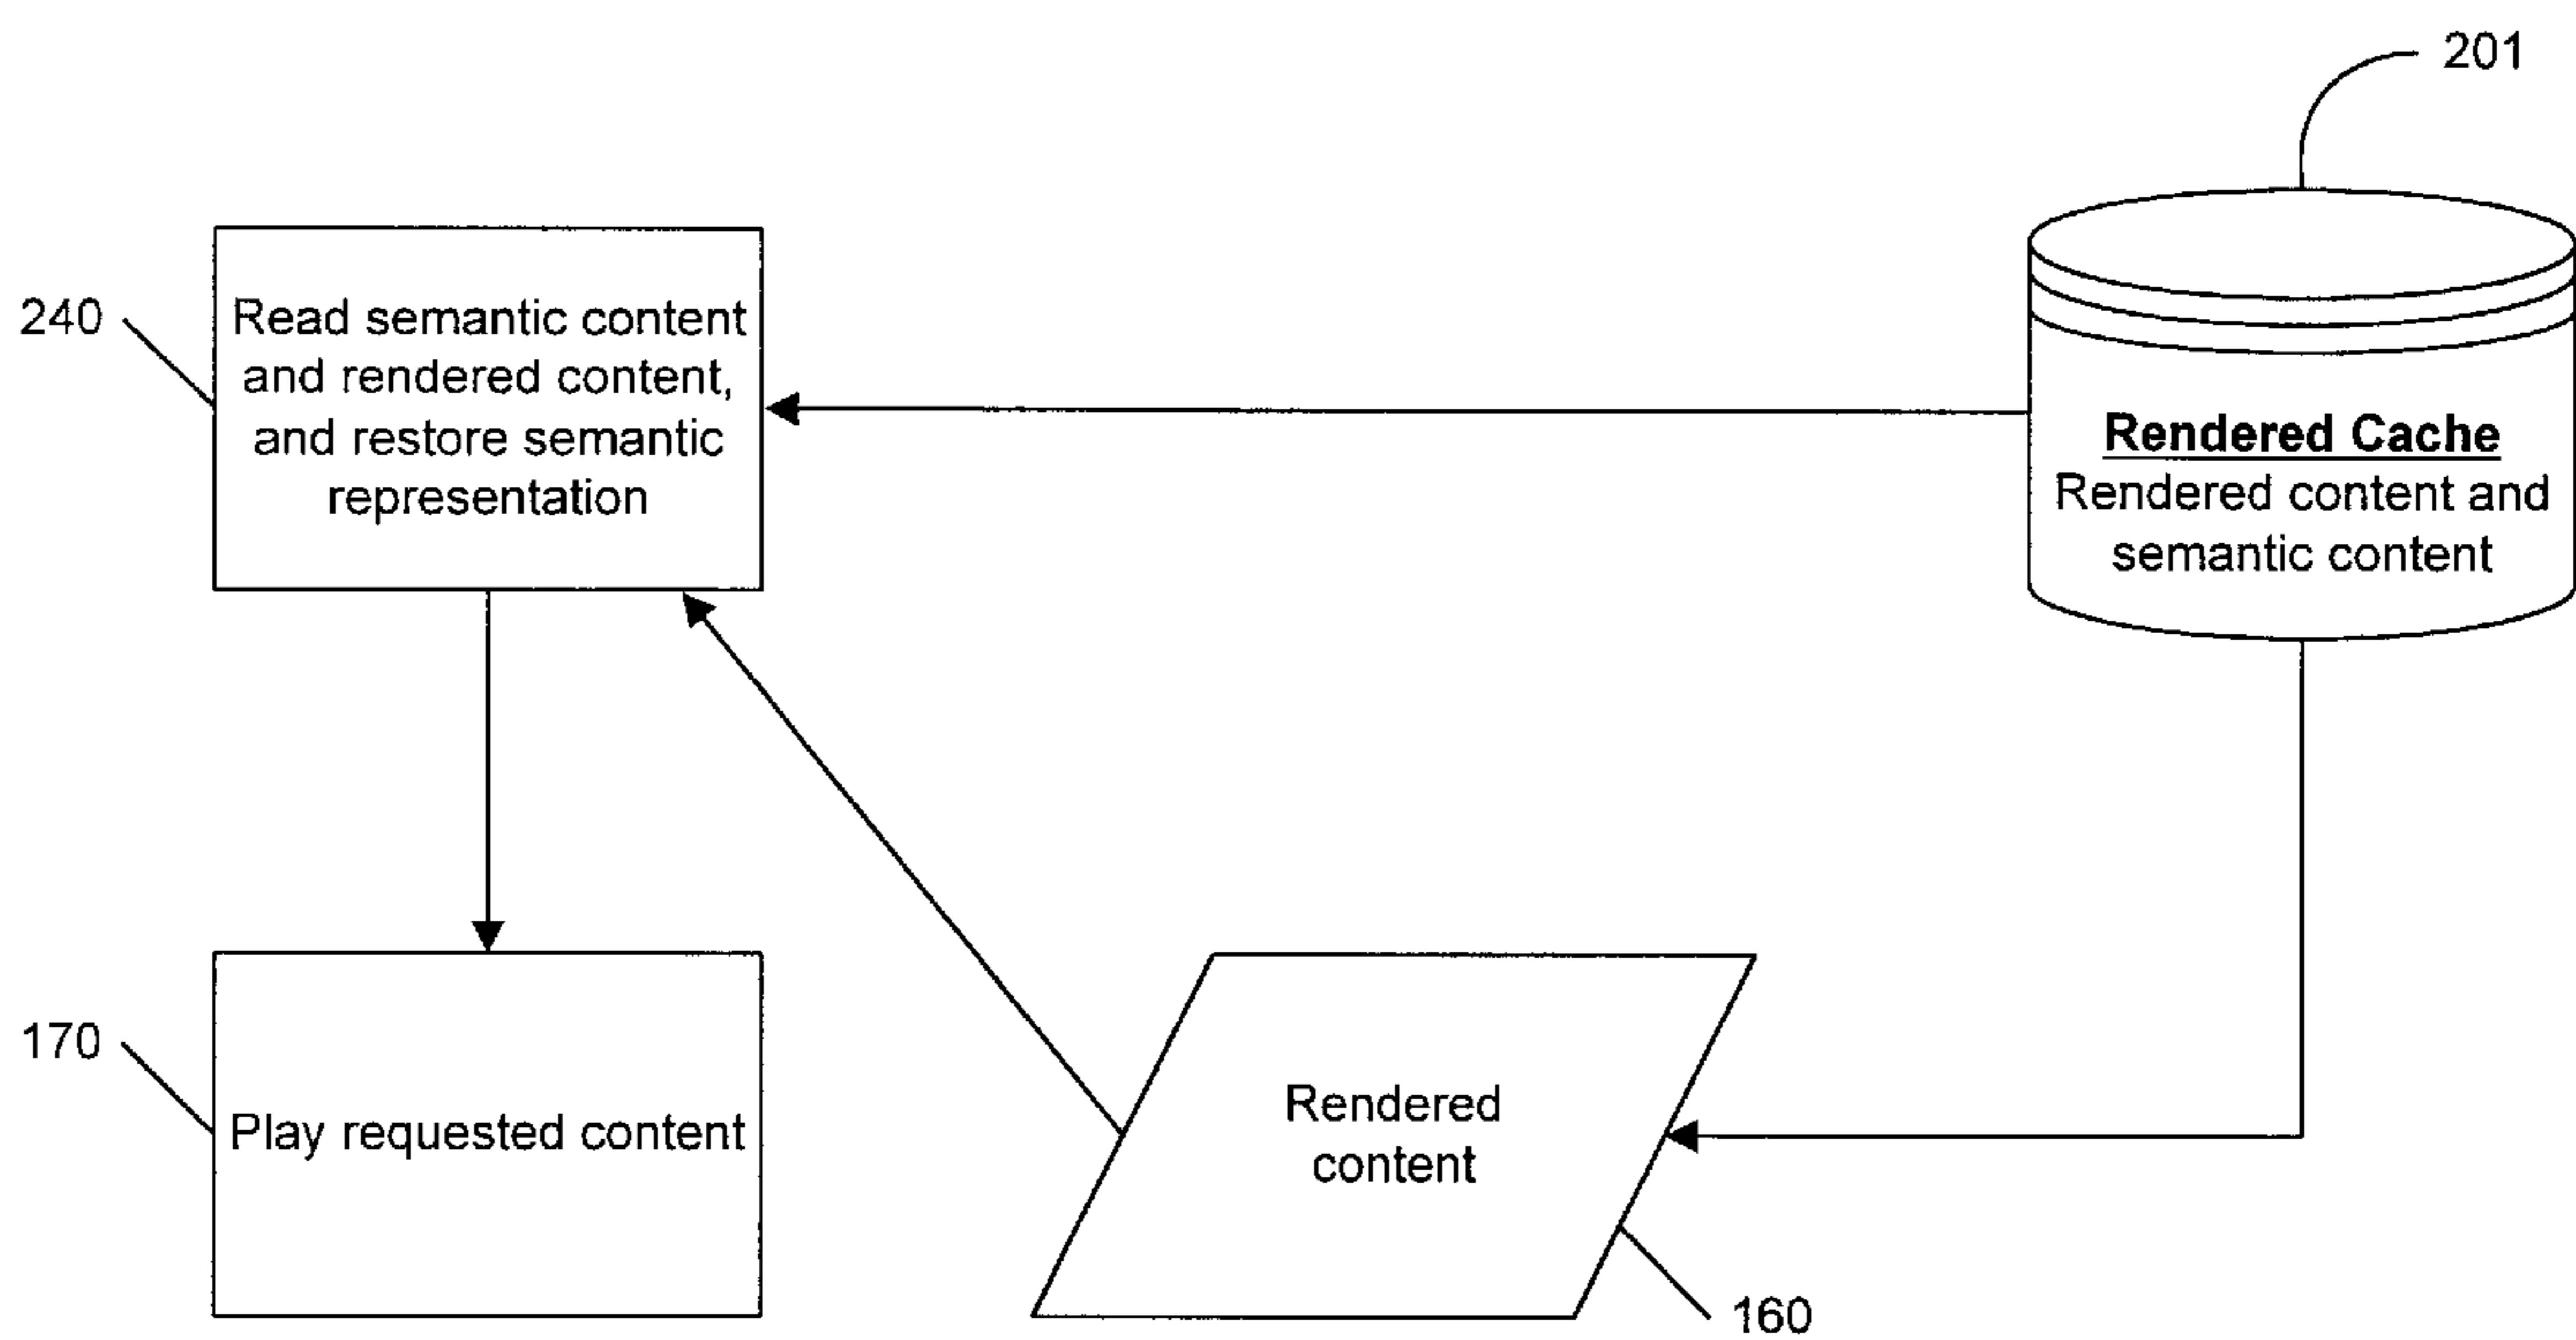 201
240
Read semantic content
and rendered content,
and restore semantic
representation
Rendered Cache
Rendered content and
semantic content
170
Play requested content
Rendered
content
160